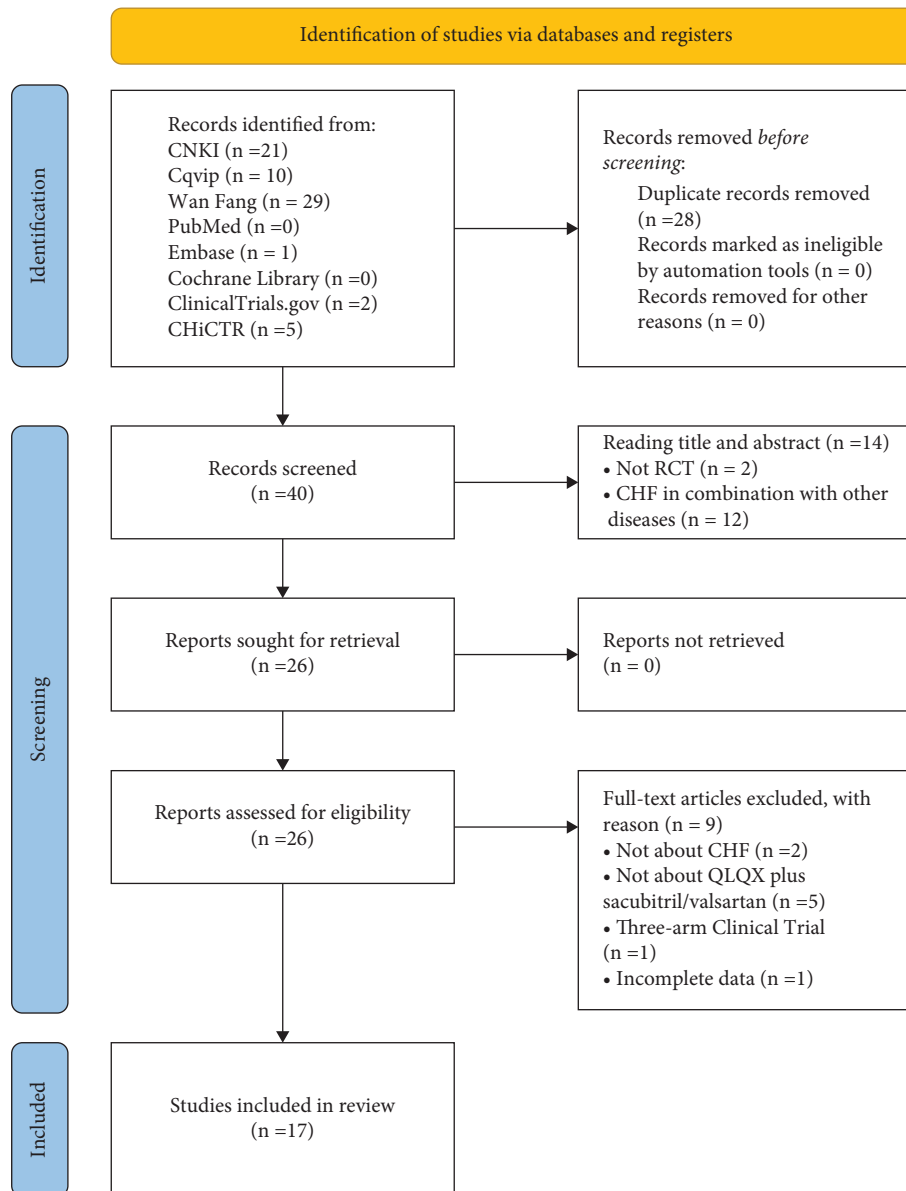 Identification of studies via databases and registers
Identification
Records identified from:
CNKI (n =21)
Cqvip (n = 10)
Wan Fang (n = 29)
PubMed (n =0)
Embase (n = 1)
Cochrane Library (n =0)
ClinicalTrials.gov (n =2)
CHiCTR (n =5)
Records removed before
screening:
Duplicate records removed
(n =28)
Records marked as ineligible
by automation tools (n = 0)
Records removed for other
reasons (n = 0)
Screening
Records screened
(n =40)
Reading title and abstract (n =14)
• Not RCT (n = 2)
• CHF in combination with other
diseases (n = 12)
Reports sought for retrieval
(n =26)
Reports not retrieved
(n = 0)
Reports assessed for eligibility
(n =26)
Full-text articles excluded, with
reason (n = 9)
• Not about CHF (n =2)
• Not about QLQX plus
sacubitril/valsartan (n =5)
• Three-arm Clinical Trial
(n =1)
• Incomplete data (n =1)
Included
Studies included in review
(n =17)